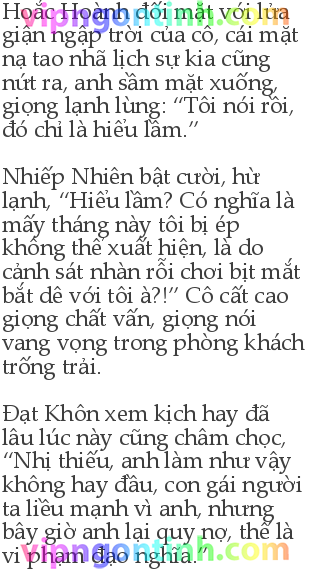 Hoắc Hoành đối mặt với lửa
giận ngập trời của cô, cái mặt
nạ tao nhã lịch sự kia cũng
nứt ra, anh sầm mặt xuống,
giọng lạnh lùng: “Tôi nói rồi,
đó chỉ là hiểu lầm.”

Nhiếp Nhiên bật cười, hừ
lạnh, “Hiểu lầm? Có nghĩa là
mấy tháng này tôi bị ép
không thể xuất hiện, là do
cảnh sát nhàn rỗi chơi bịt mắt
bắt dê với tôi à?!” Cô cất cao
giọng chất vấn, giọng nói
vang vọng trong phòng khách
trống trải.

Đạt Khôn xem kịch hay đã
lâu lúc này cũng châm chọc,
“Nhị thiếu, anh làm như vậy
không hay đâu, con gái người
ta liều mạnh vì anh, nhưng
bây giờ anh lại quỵ nợ, thế là
vi phạm đạo nghĩa.”
vipngontinh.com
vipngontinh.com